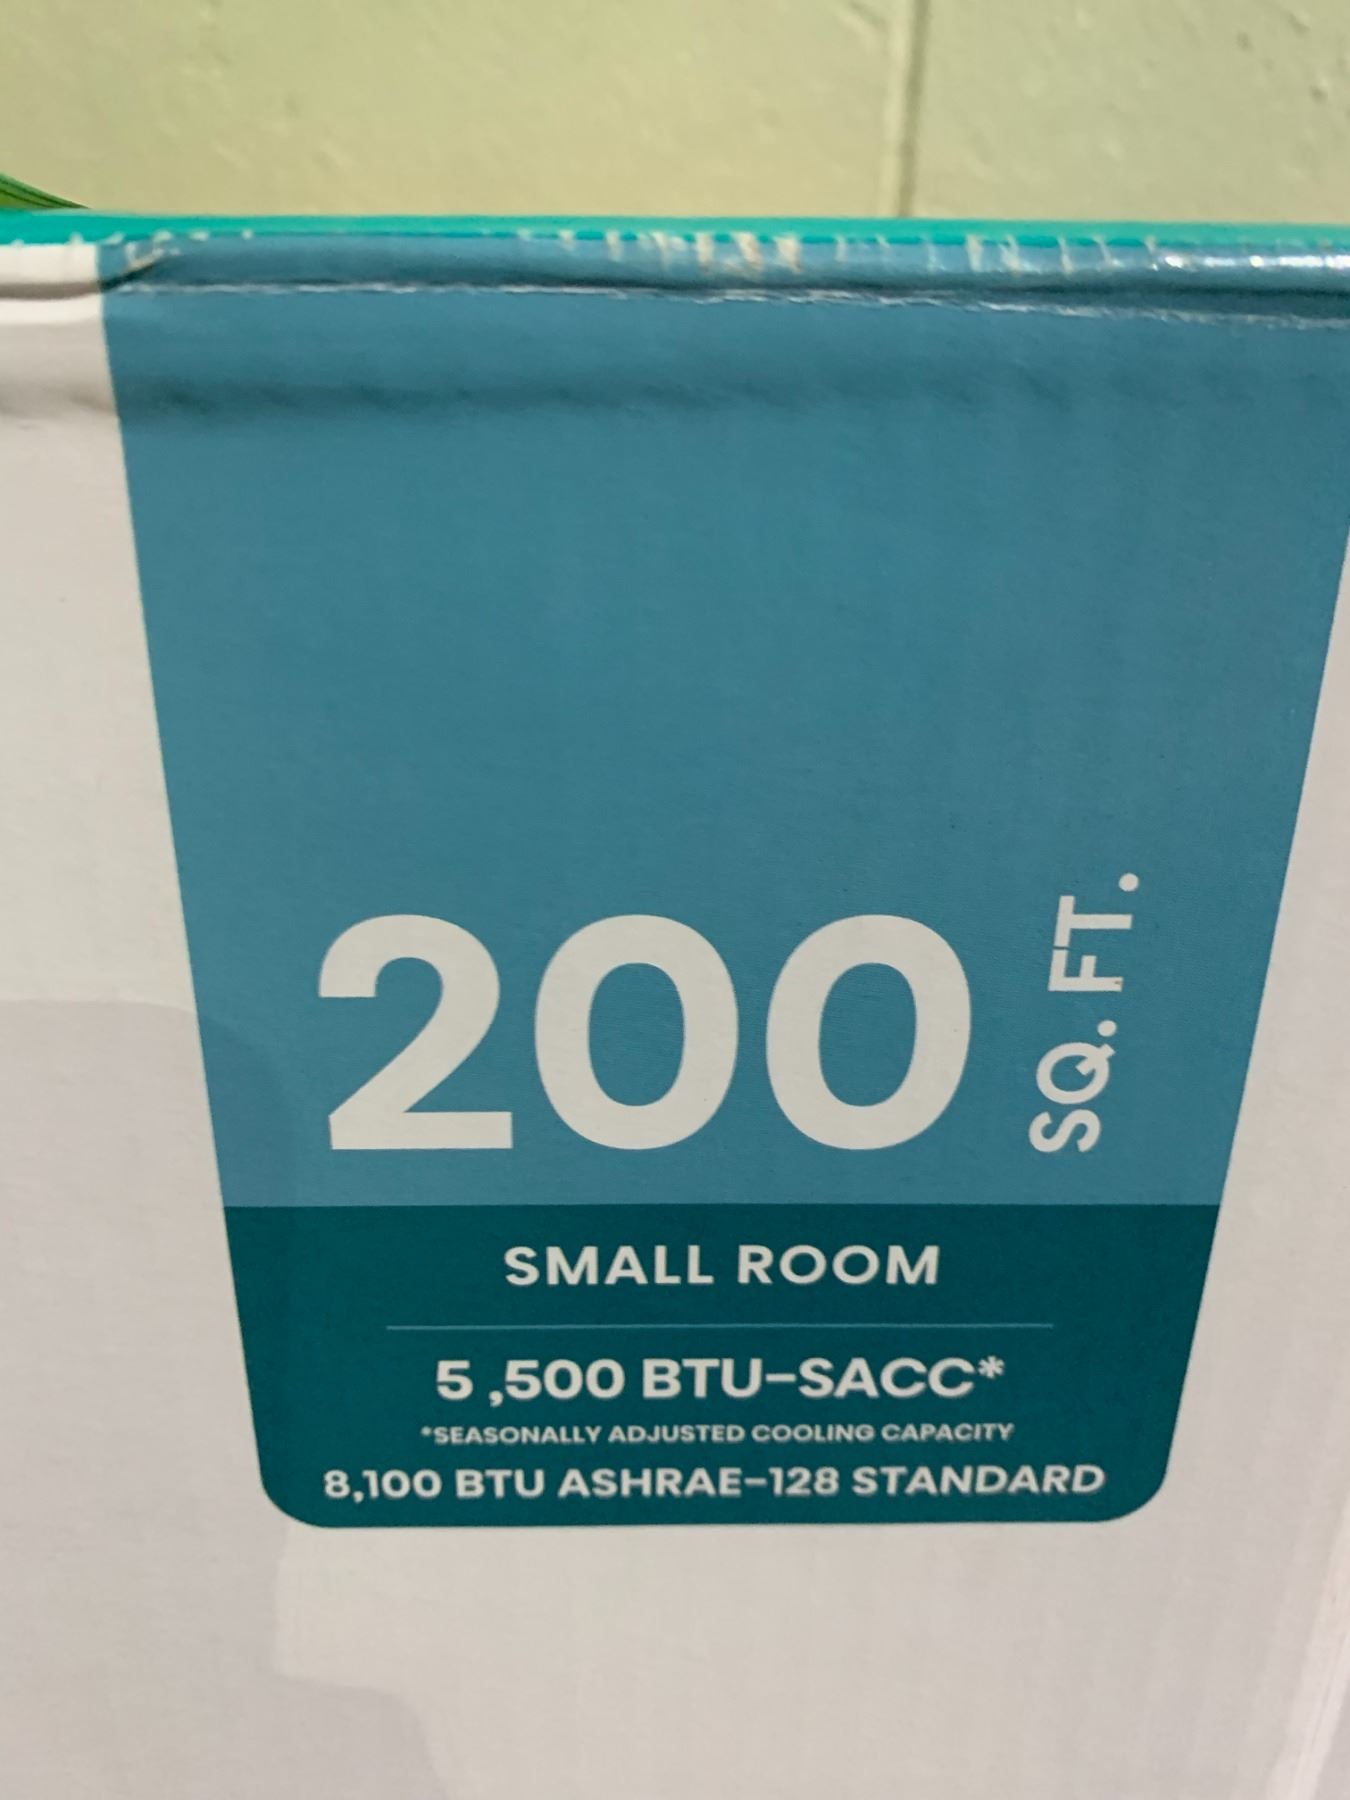 200 SQ. FT.
SMALL ROOM
5 ,500 BTU-SACC*
*SEASONALLY ADJUSTED COOLING CAPACITY
8,100 BTU ASHRAE-128 STANDARD